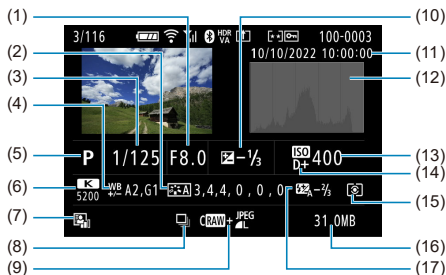 (1) (10)
3/116 HDR VA 100-0003
(2) 10/10/2022 10:00:00 (11)
(3) (12)
(4)
(5) P 1/125 F8.0 −1/3 ISO 400 (13)
D+ (14)
(6) K 5200 WB +/− A2,G1 A 3,4,4,0,0,0 A −2/3 (15)
(7)
(8) CRAW+JPEG L 31.0MB (16)
(9) (17)